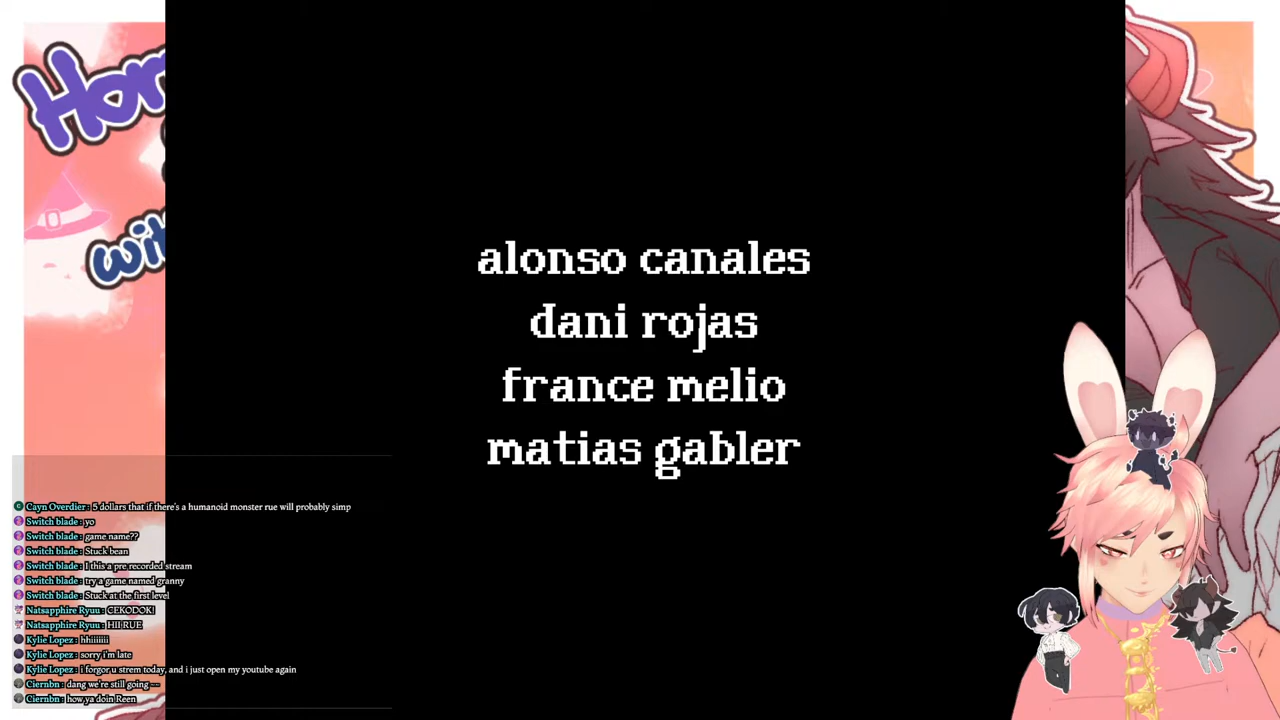 Hor
wit
alonso canales
dani rojas
france melio
matias gabler
Cayn Overdier : 5 dollars that if there's a humanoid monster rue will probably simp
Switch blade : yo
Switch blade : game name??
Switch blade : Stuck bean
Switch blade : I this a pre recorded stream
Switch blade : try a game named granny
Switch blade : Stuck at the first level
Natsapphire Ryuu : CEKODOK!
Natsapphire Ryuu : HII RUE
Kylie Lopez : hhiiiiiii
Kylie Lopez : sorry i'm late
Kylie Lopez : i forgor u strem today, and i just open my youtube again
Ciernbn : dang we're still going ~~
Ciernbn : how ya doin Reen